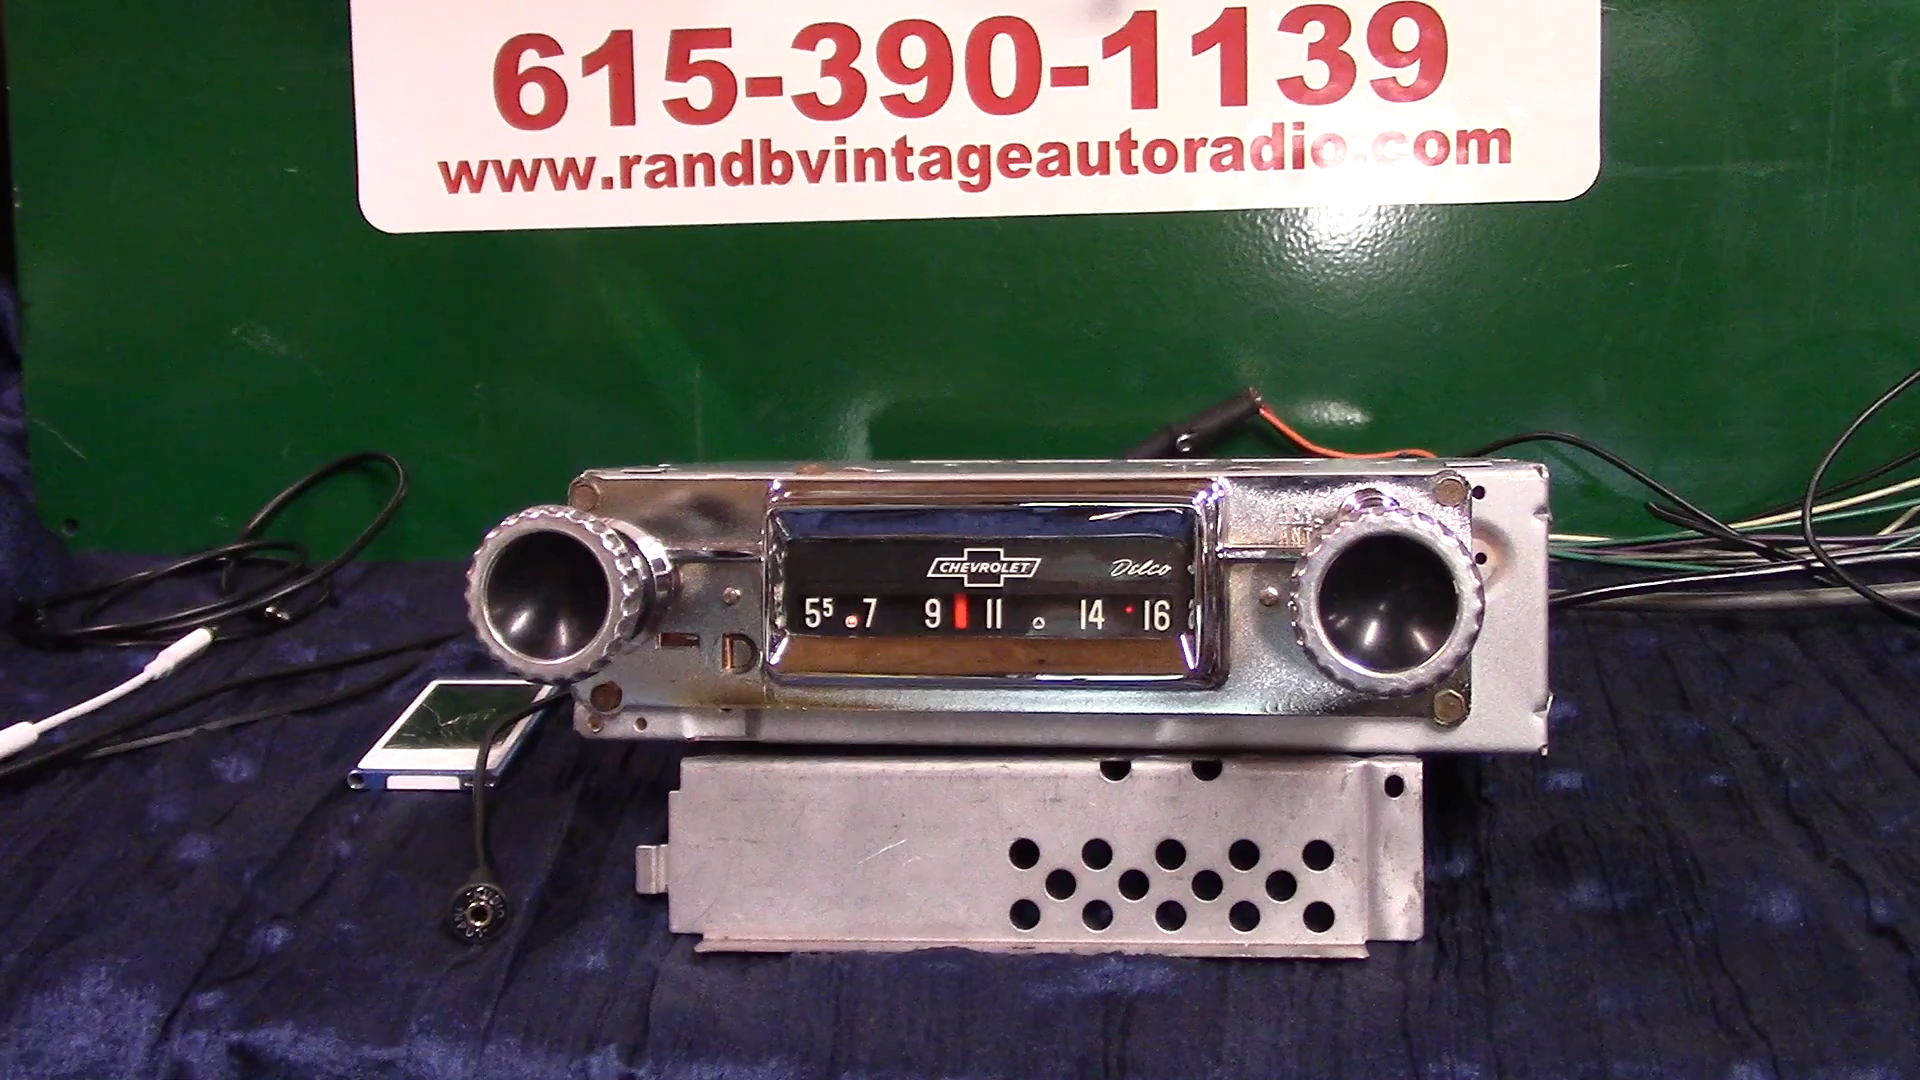 615-390-1139
www.randbvintageautoradio.com
CHEVROLET
Delco
5⁵ 7 9 11 14 16
D